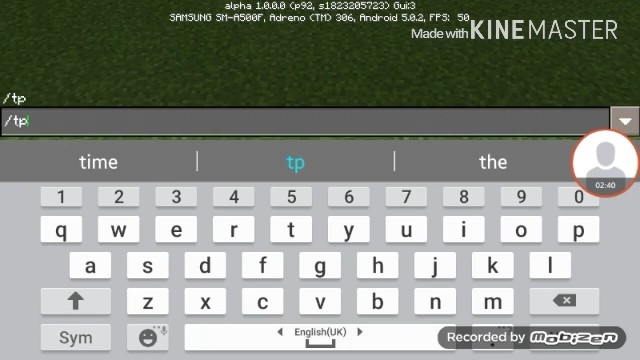 alpha 1.0.0.0 (p92, s1823205723) Gui:3
SAMSUNG SM-A500F, Adreno (TM) 306, Android 5.0.2, FPS: 50
Made with KINEMASTER
/tp
/tp
time tp the
02:40
1 2 3 4 5 6 7 8 9 0
q w e r t y u i o p
a s d f g h j k l
z x c v b n m
Sym English(UK)
Recorded by Mobizen